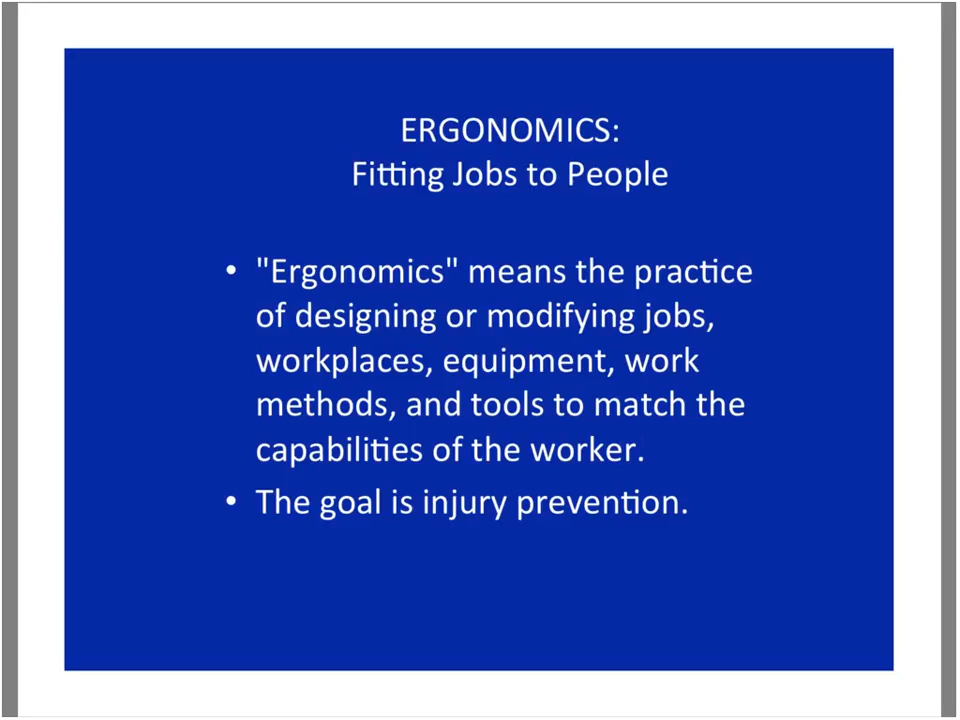 ERGONOMICS:
Fitting Jobs to People
• "Ergonomics" means the practice
of designing or modifying jobs,
workplaces, equipment, work
methods, and tools to match the
capabilities of the worker.
• The goal is injury prevention.